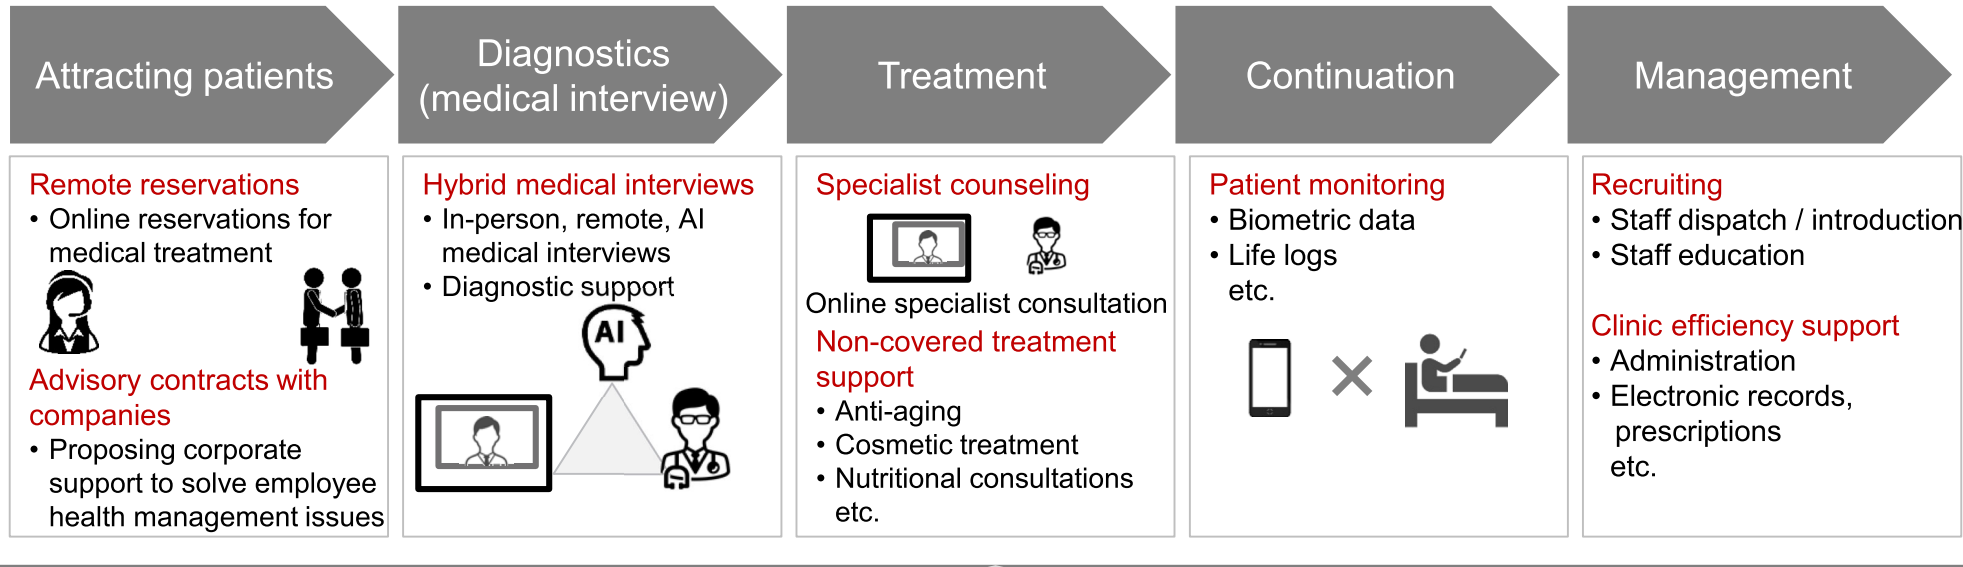 Attracting patients
Diagnostics
(medical interview)
Treatment
Continuation
Management
Remote reservations
• Online reservations for
medical treatment
Advisory contracts with
companies
• Proposing corporate
support to solve employee
health management issues
Hybrid medical interviews
• In-person, remote, AI
medical interviews
• Diagnostic support
AI
Specialist counseling
Online specialist consultation
Non-covered treatment
support
• Anti-aging
• Cosmetic treatment
• Nutritional consultations
etc.
Patient monitoring
• Biometric data
• Life logs
etc.
Recruiting
• Staff dispatch / introduction
• Staff education
Clinic efficiency support
• Administration
• Electronic records,
prescriptions
etc.